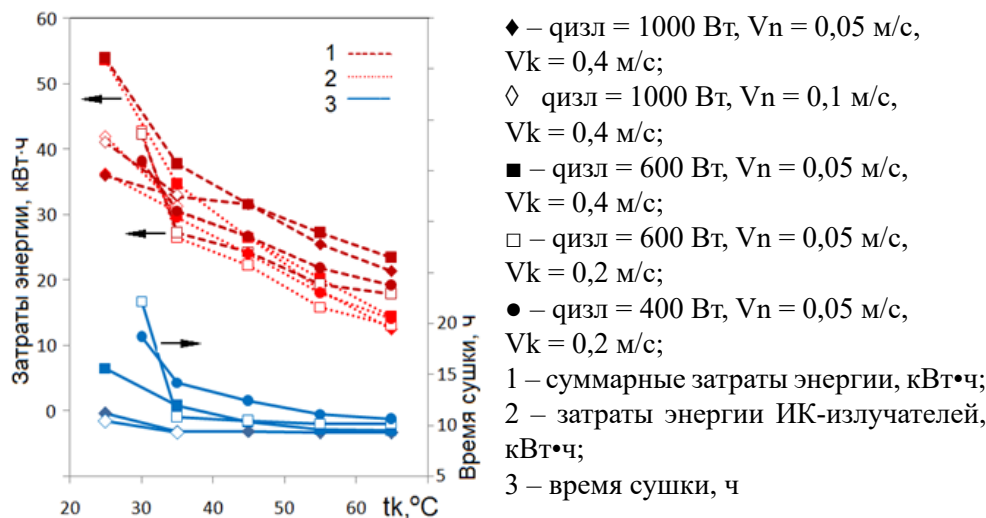 60
50
40
30
20
10
0
Затраты энергии, кВт·ч
1
2
3
20
15
10
5
Время сушки, ч
20 30 40 50 60 tk,ºC
♦ – qизл = 1000 Вт, Vn = 0,05 м/с,
Vk = 0,4 м/с;
◊ qизл = 1000 Вт, Vn = 0,1 м/с,
Vk = 0,4 м/с;
■ – qизл = 600 Вт, Vn = 0,05 м/с,
Vk = 0,4 м/с;
□ – qизл = 600 Вт, Vn = 0,05 м/с,
Vk = 0,2 м/с;
● – qизл = 400 Вт, Vn = 0,05 м/с,
Vk = 0,2 м/с;
1 – суммарные затраты энергии, кВт•ч;
2 – затраты энергии ИК-излучателей,
кВт•ч;
3 – время сушки, ч